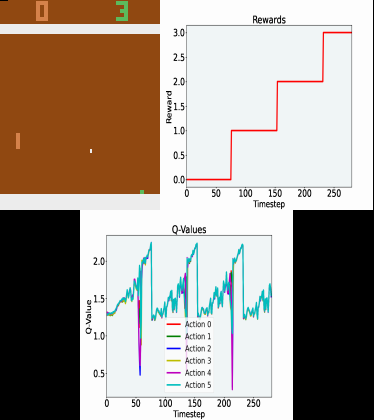 0 3
Rewards
Reward
3.0
2.5
2.0
1.5
1.0
0.5
0.0
0 50 100 150 200 250
Timestep
Q-Values
Q-Value
2.0
1.5
1.0
0.5
Action 0
Action 1
Action 2
Action 3
Action 4
Action 5
0 50 100 150 200 250
Timestep